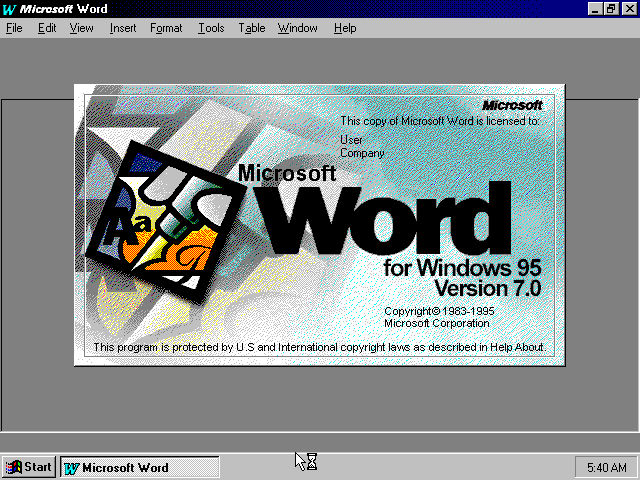 Microsoft Word
File Edit View Insert Format Tools Table Window Help
Microsoft
This copy of Microsoft Word is licensed to:
User
Company
Microsoft
Word
Aa
for Windows 95
Version 7.0
Copyright© 1983-1995
Microsoft Corporation
This program is protected by U.S and International copyright laws as described in Help About.
Start Microsoft Word 5:40 AM